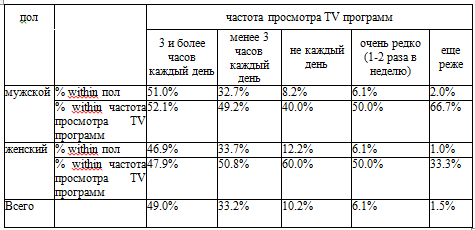 пол частота просмотра TV программ
3 и более часов каждый день
менее 3 часов каждый день
не каждый день
очень редко (1-2 раза в неделю)
еще реже
мужской % within пол 51.0% 32.7% 8.2% 6.1% 2.0%
% within частота просмотра TV программ 52.1% 49.2% 40.0% 50.0% 66.7%
женский % within пол 46.9% 33.7% 12.2% 6.1% 1.0%
% within частота просмотра TV программ 47.9% 50.8% 60.0% 50.0% 33.3%
Всего 49.0% 33.2% 10.2% 6.1% 1.5%